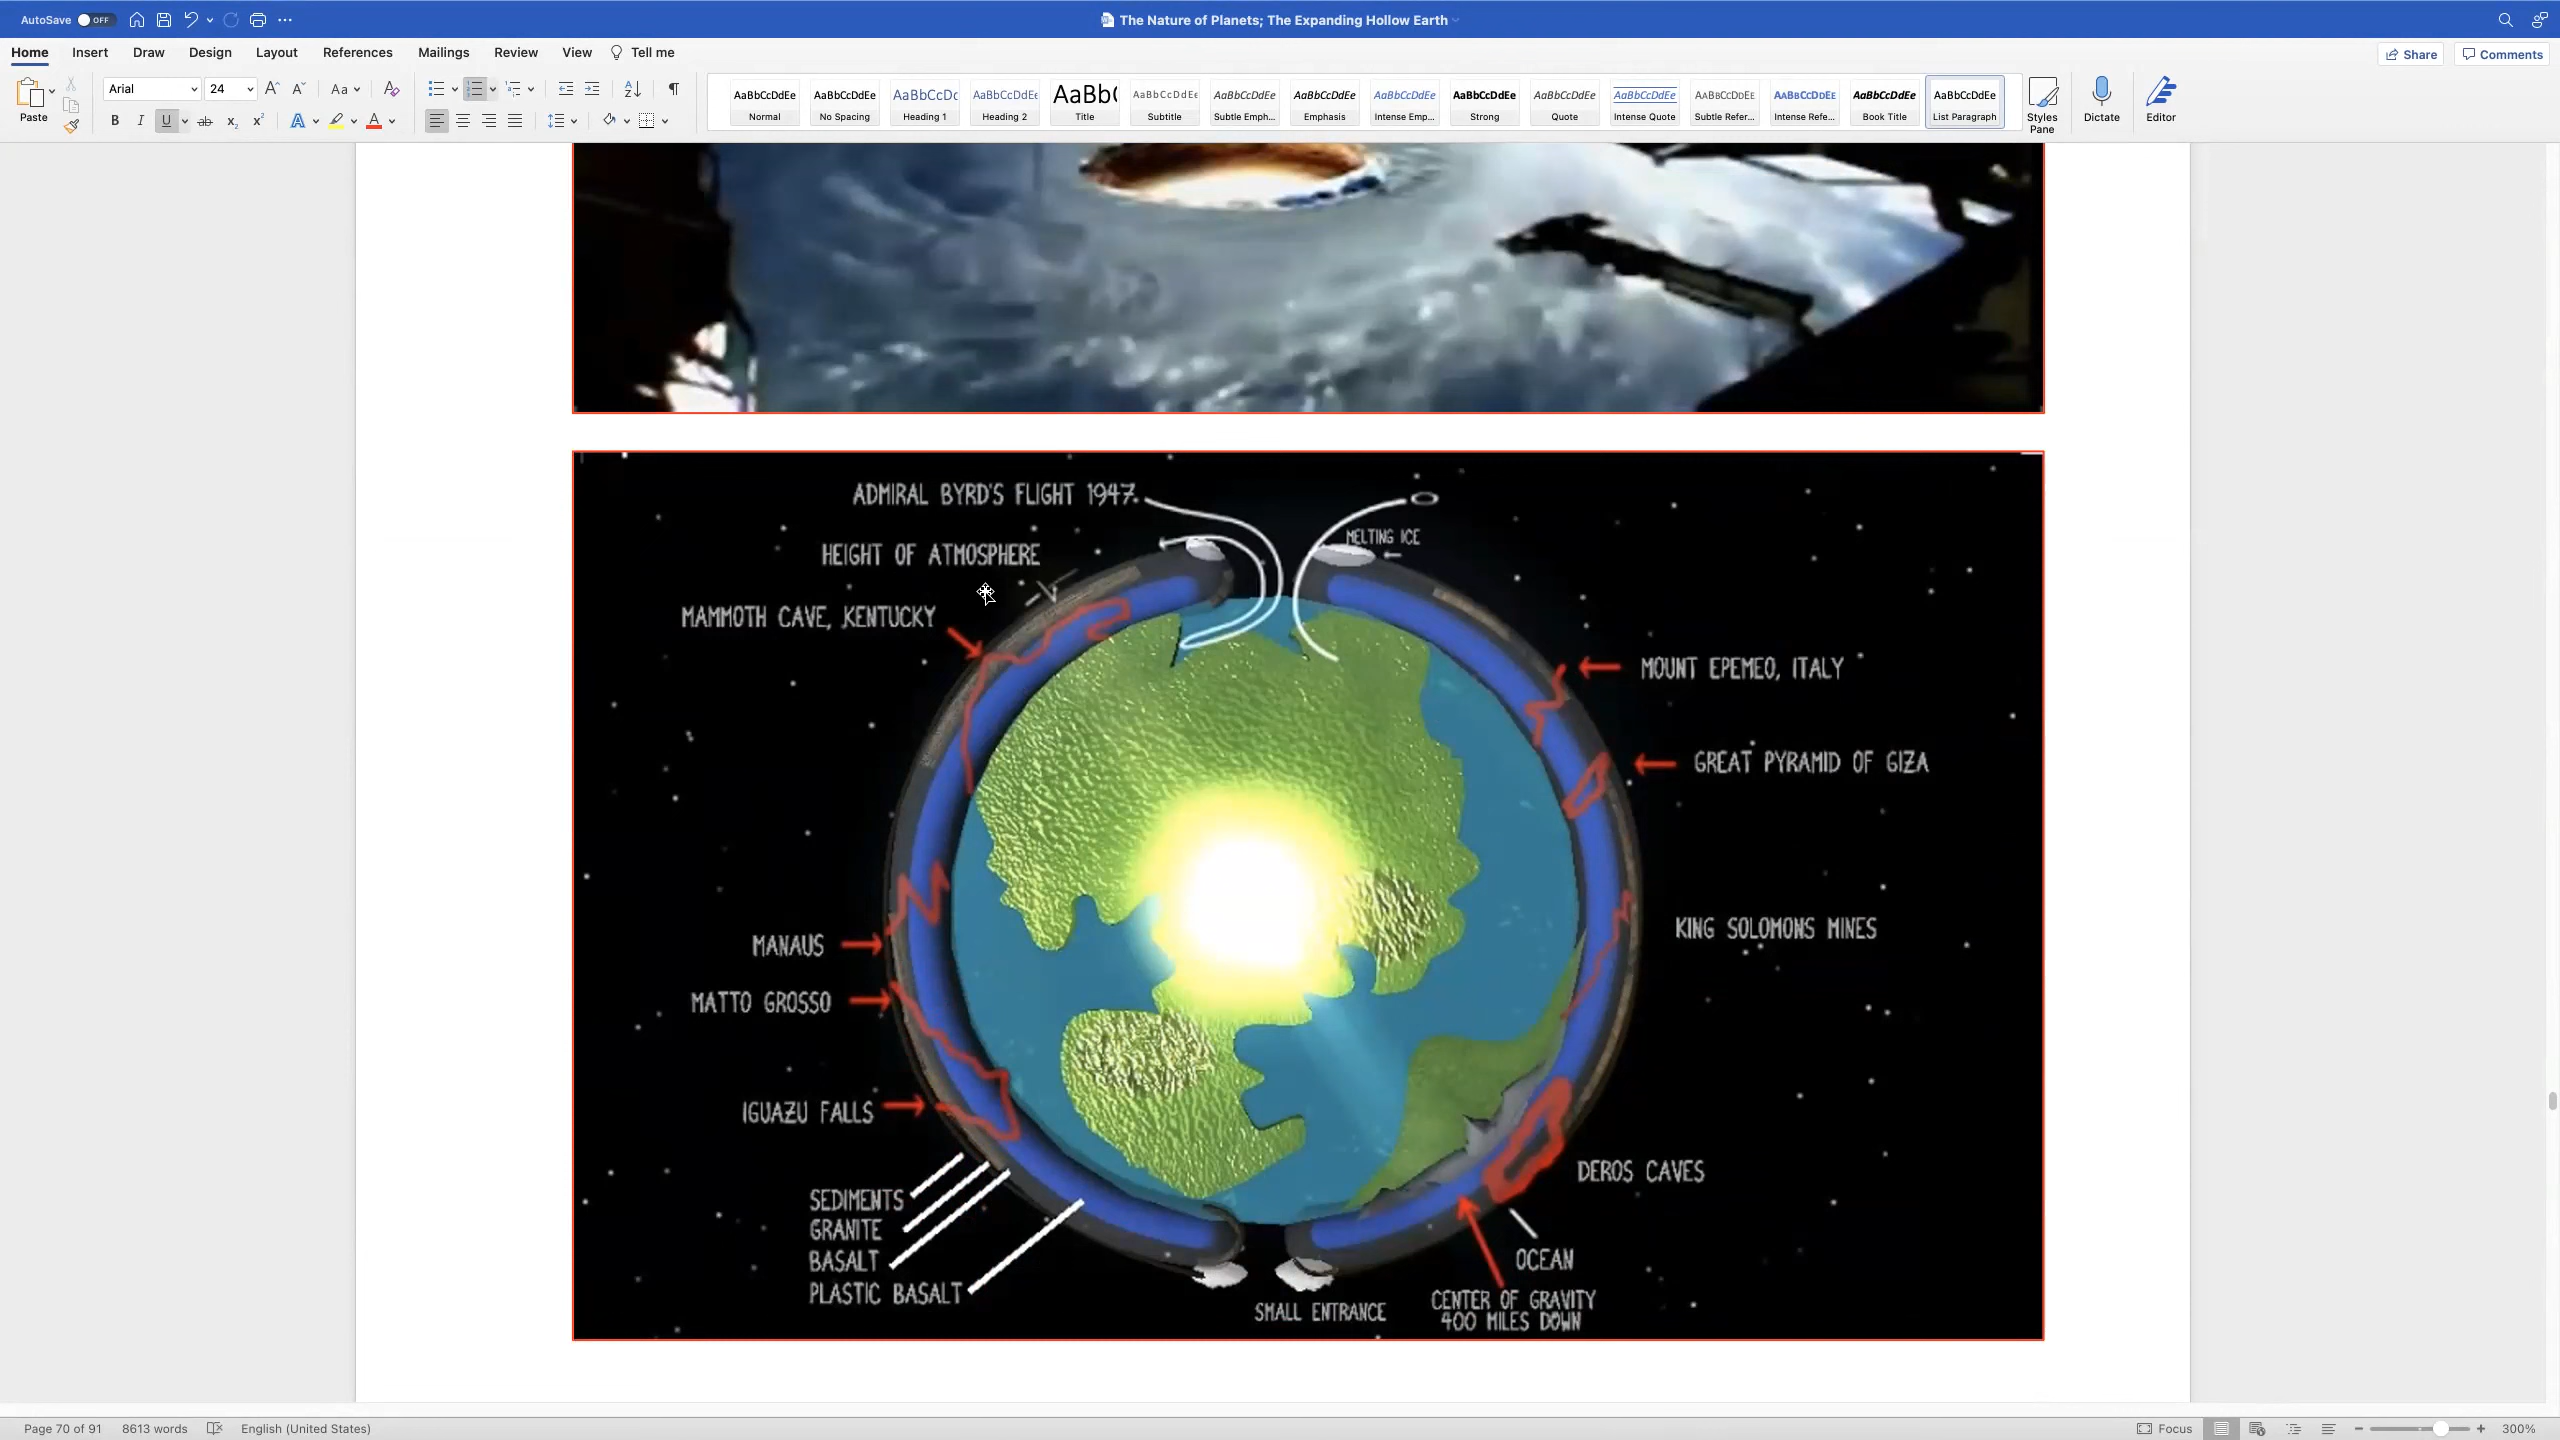 AutoSave OFF
The Nature of Planets; The Expanding Hollow Earth
Home Insert Draw Design Layout References Mailings Review View Tell me
Share Comments
Paste
Arial 24
AaBbCcDdEe Normal
AaBbCcDdEe No Spacing
AaBbCcDc Heading 1
AaBbCcDdEe Heading 2
AaBbC Title
AaBbCcDdEe Subtitle
AaBbCcDdEe Subtle Emph...
AaBbCcDdEe Emphasis
AaBbCcDdEe Intense Emp...
AaBbCcDdEe Strong
AaBbCcDdEe Quote
AaBbCcDdEe Intense Quote
AaBbCcDdEe Subtle Refer...
AaBbCcDdEe Intense Refe...
AaBbCcDdEe Book Title
AaBbCcDdEe List Paragraph
Styles Pane
Dictate
Editor
ADMIRAL BYRD'S FLIGHT 1947.
MELTING ICE
HEIGHT OF ATMOSPHERE
MAMMOTH CAVE, KENTUCKY
MOUNT EPEMEO, ITALY
GREAT PYRAMID OF GIZA
KING SOLOMONS MINES
MANAUS
MATTO GROSSO
IGUAZU FALLS
DEROS CAVES
SEDIMENTS
GRANITE
BASALT
PLASTIC BASALT
OCEAN
SMALL ENTRANCE
CENTER OF GRAVITY
400 MILES DOWN
Page 70 of 91 8613 words English (United States)
Focus 300%